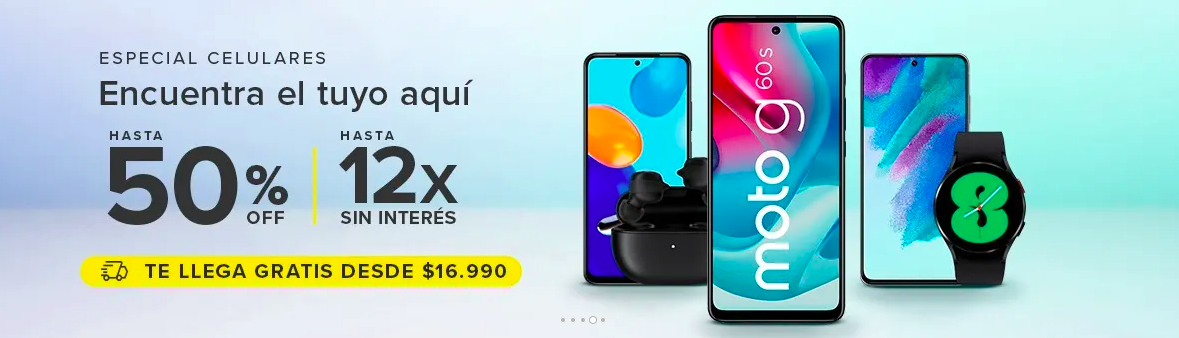 ESPECIAL CELULARES
Encuentra el tuyo aquí
HASTA
50% OFF
HASTA
12x
SIN INTERÉS
TE LLEGA GRATIS DESDE $16.990
moto g 60s